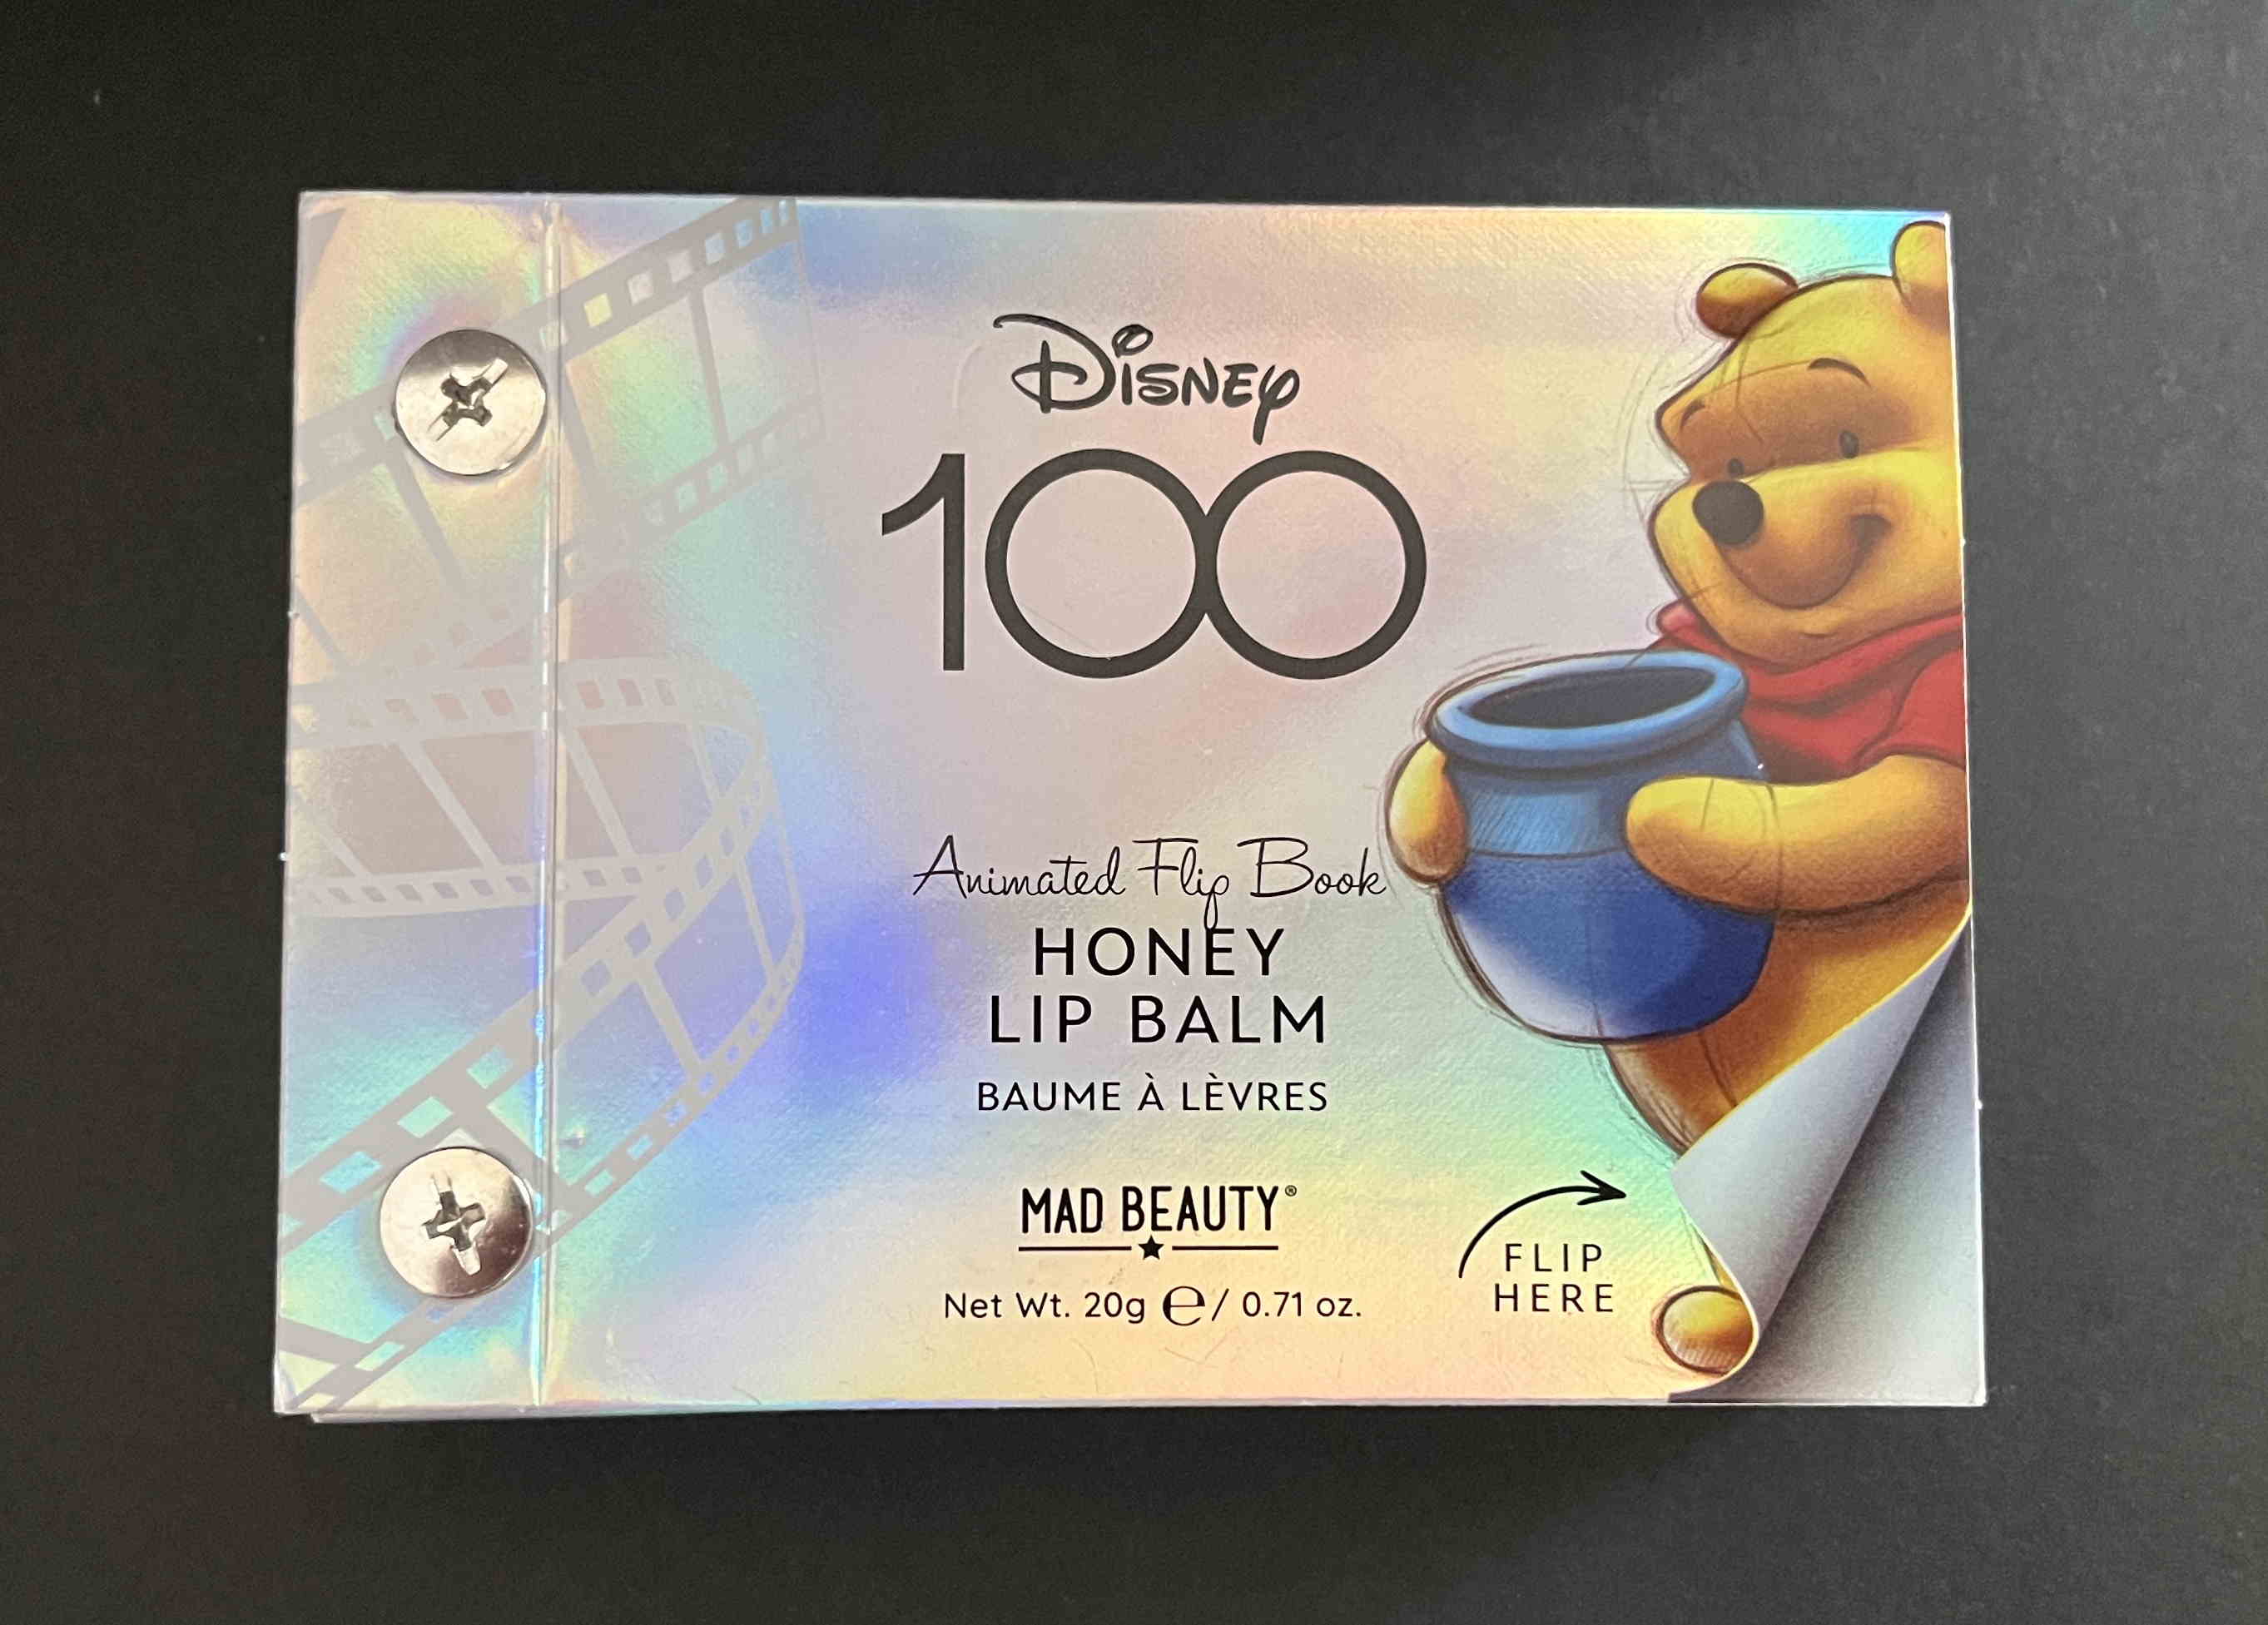 Disney
100
Animated Flip Book
HONEY
LIP BALM
BAUME À LÈVRES
MAD BEAUTY®
Net Wt. 20g ℮/ 0.71 oz.
FLIP
HERE